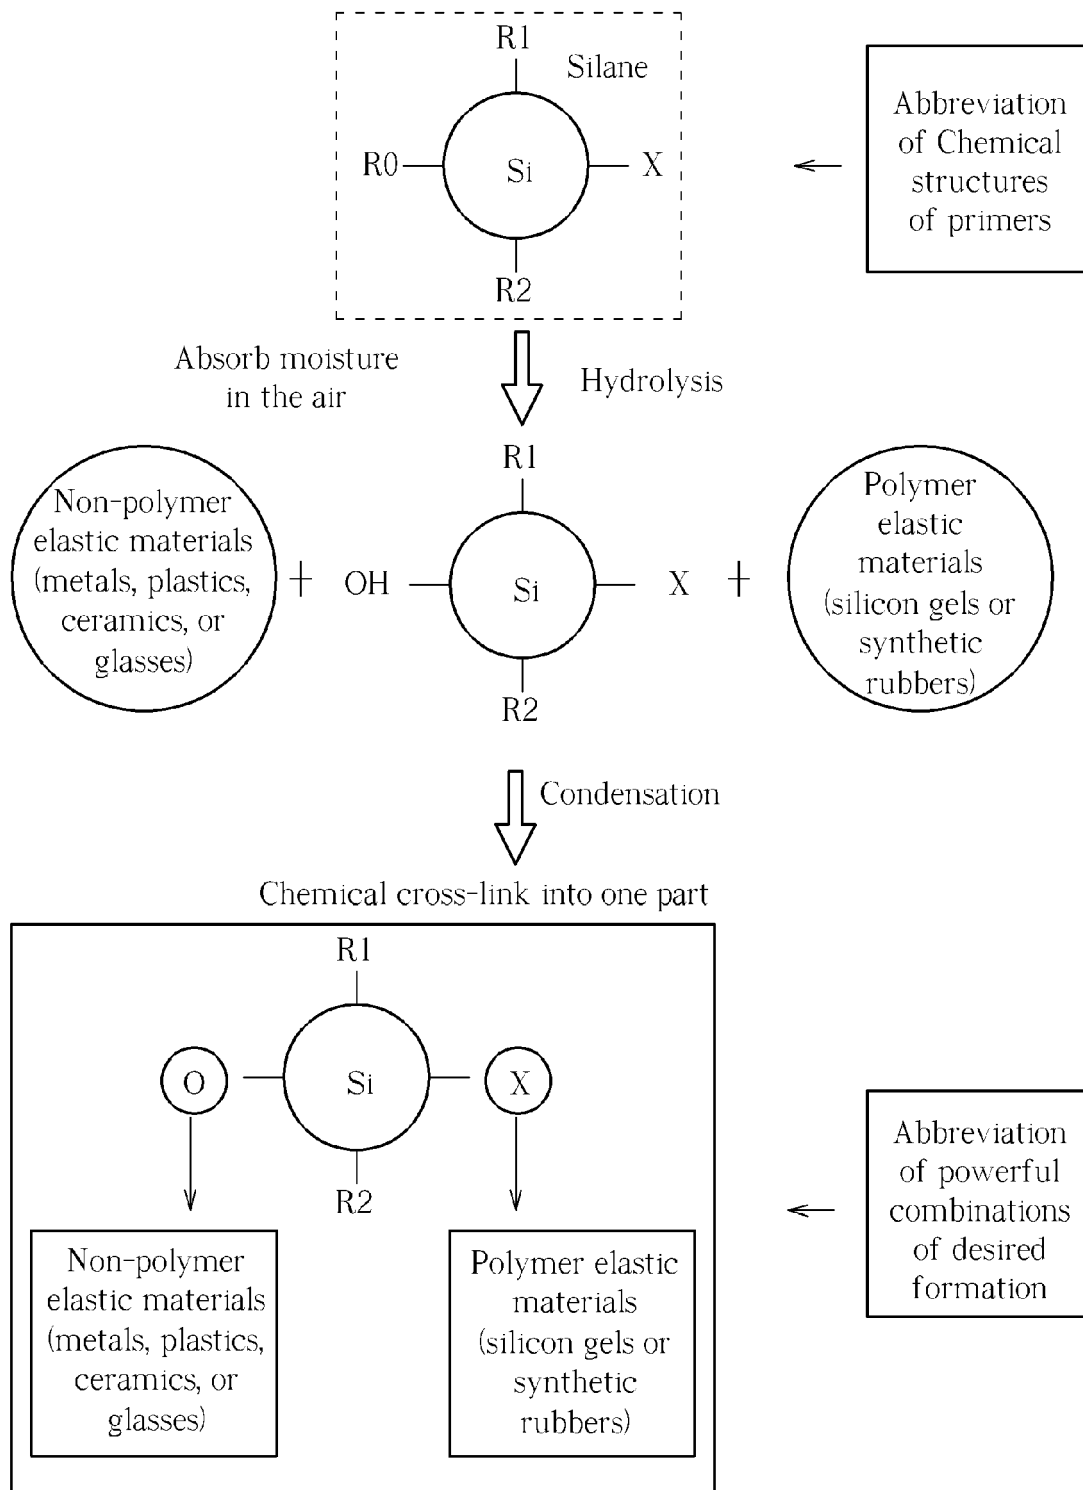 R1
Silane
R0
Si
X
R2
Abbreviation
of Chemical
structures
of primers
Absorb moisture
in the air
Hydrolysis
Non-polymer
elastic materials
(metals, plastics,
ceramics, or
glasses)
+
R1
OH
Si
X
R2
+
Polymer
elastic
materials
(silicon gels or
synthetic
rubbers)
Condensation
Chemical cross-link into one part
R1
O
Si
X
R2
Non-polymer
elastic materials
(metals, plastics,
ceramics, or
glasses)
Polymer elastic
materials
(silicon gels or
synthetic
rubbers)
Abbreviation
of powerful
combinations
of desired
formation